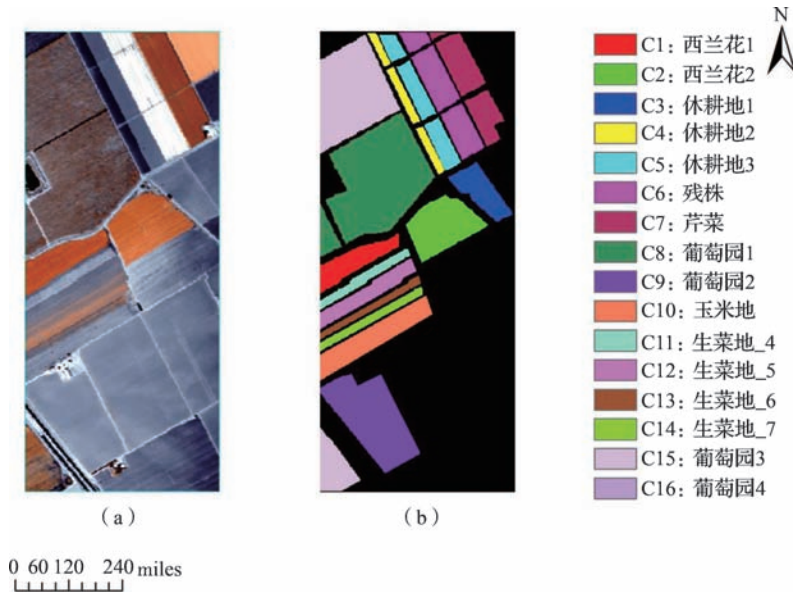 N
C1：西兰花1
C2：西兰花2
C3：休耕地1
C4：休耕地2
C5：休耕地3
C6：残株
C7：芹菜
C8：葡萄园1
C9：葡萄园2
C10：玉米地
C11：生菜地_4
C12：生菜地_5
C13：生菜地_6
C14：生菜地_7
C15：葡萄园3
C16：葡萄园4
（a）
（b）
0 60 120 240 miles